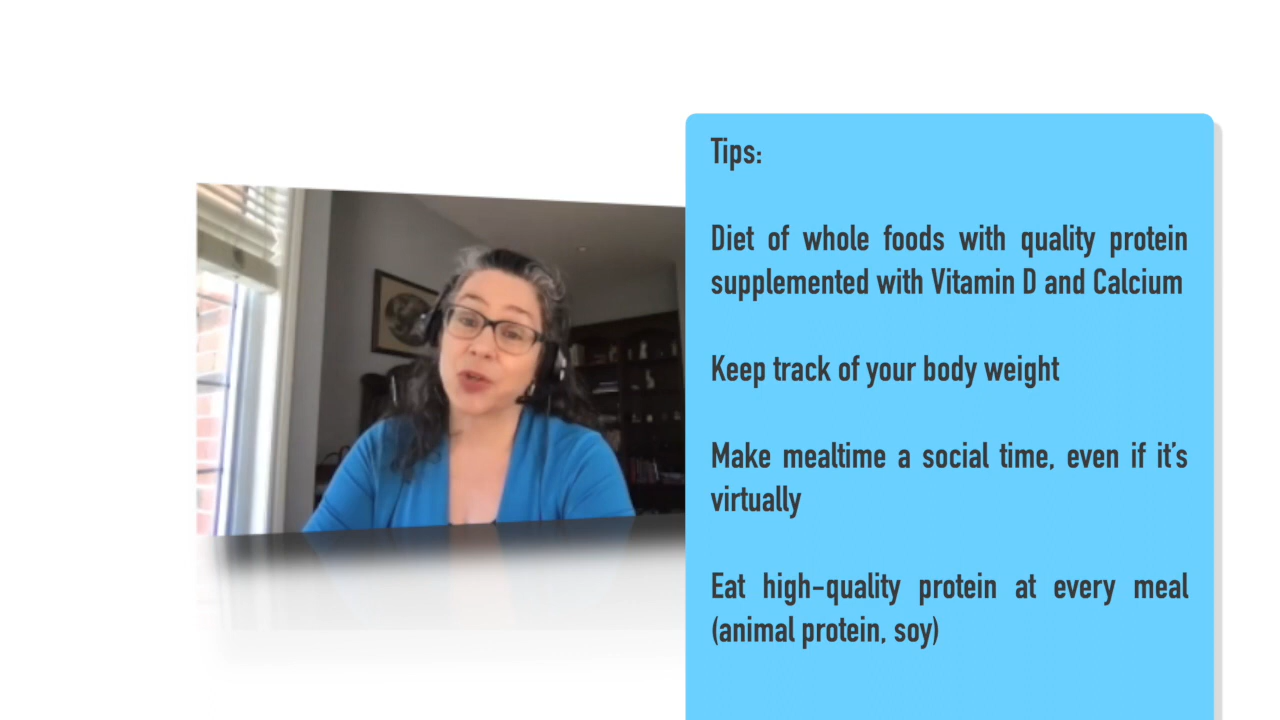 Tips:
Diet of whole foods with quality protein
supplemented with Vitamin D and Calcium
Keep track of your body weight
Make mealtime a social time, even if it's
virtually
Eat high-quality protein at every meal
(animal protein, soy)